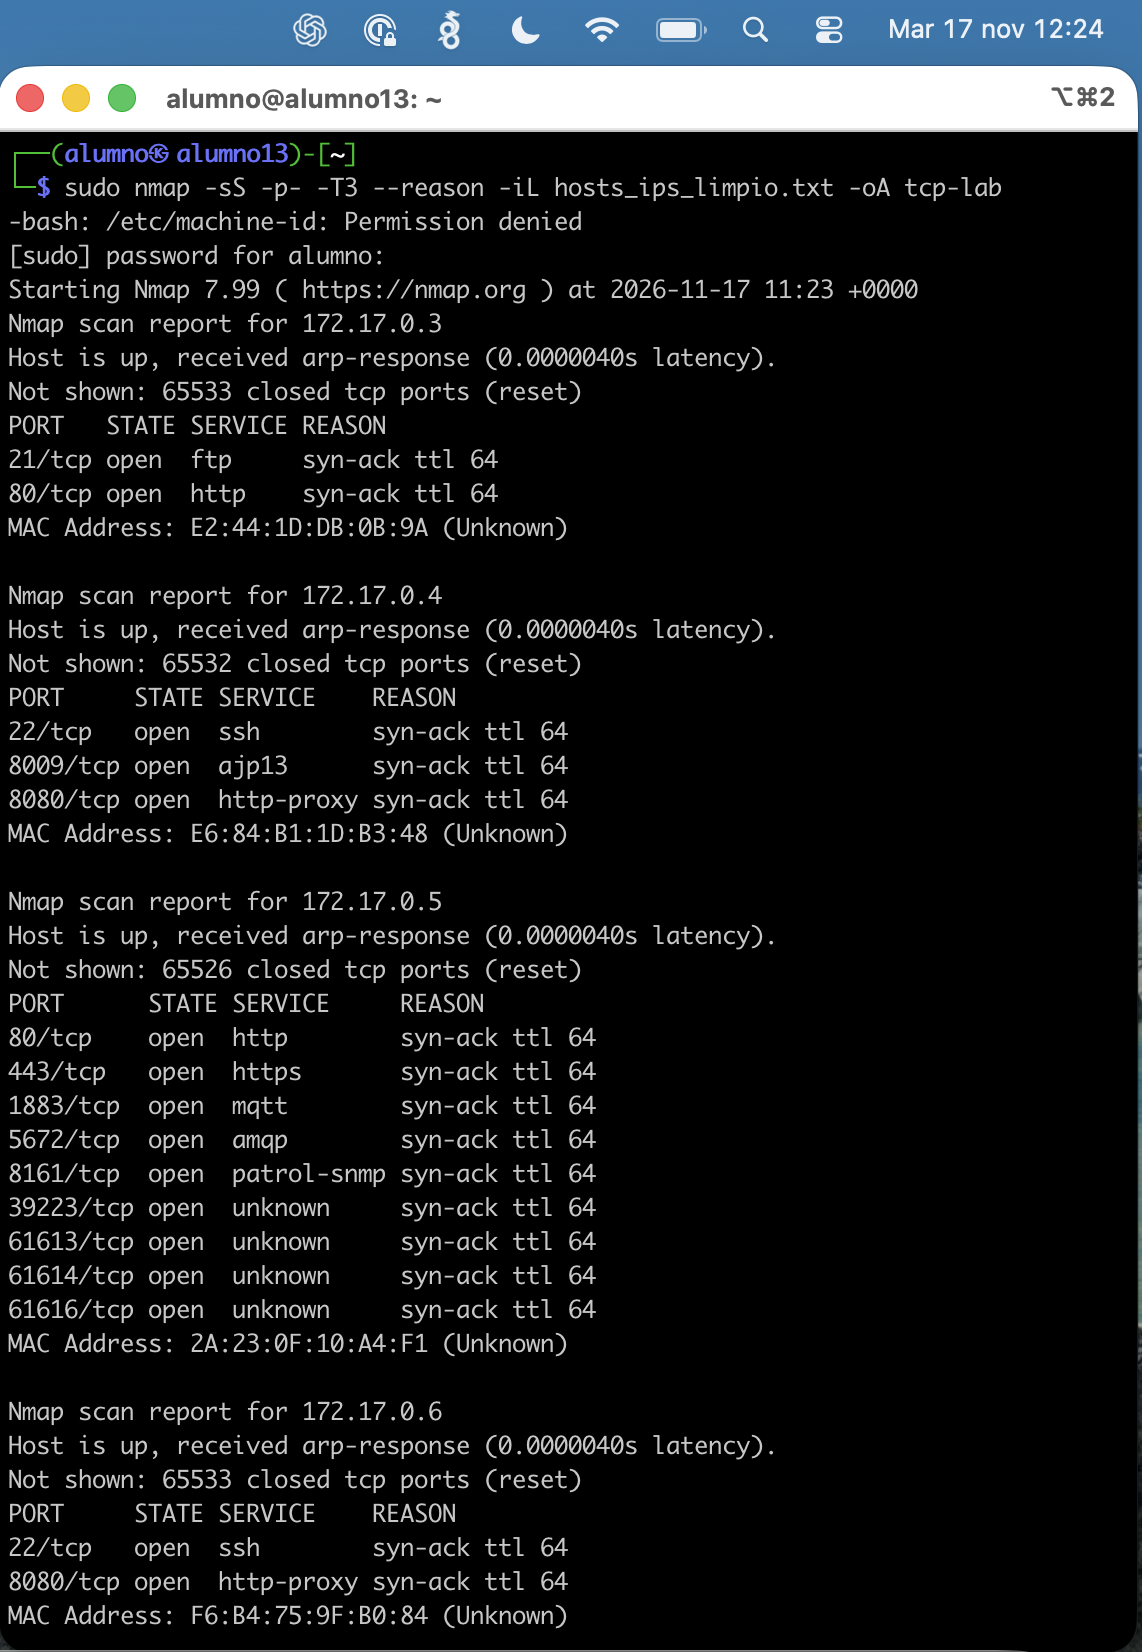 Mar 17 nov 12:24
alumno@alumno13: ~
⌥⌘2
┌──(alumno㉿ alumno13)-[~]
└─$ sudo nmap -sS -p- -T3 --reason -iL hosts_ips_limpio.txt -oA tcp-lab
-bash: /etc/machine-id: Permission denied
[sudo] password for alumno:
Starting Nmap 7.99 ( https://nmap.org ) at 2026-11-17 11:23 +0000
Nmap scan report for 172.17.0.3
Host is up, received arp-response (0.0000040s latency).
Not shown: 65533 closed tcp ports (reset)
PORT   STATE SERVICE REASON
21/tcp open  ftp     syn-ack ttl 64
80/tcp open  http    syn-ack ttl 64
MAC Address: E2:44:1D:DB:0B:9A (Unknown)

Nmap scan report for 172.17.0.4
Host is up, received arp-response (0.0000040s latency).
Not shown: 65532 closed tcp ports (reset)
PORT     STATE SERVICE    REASON
22/tcp   open  ssh        syn-ack ttl 64
8009/tcp open  ajp13      syn-ack ttl 64
8080/tcp open  http-proxy syn-ack ttl 64
MAC Address: E6:84:B1:1D:B3:48 (Unknown)

Nmap scan report for 172.17.0.5
Host is up, received arp-response (0.0000040s latency).
Not shown: 65526 closed tcp ports (reset)
PORT      STATE SERVICE     REASON
80/tcp    open  http        syn-ack ttl 64
443/tcp   open  https       syn-ack ttl 64
1883/tcp  open  mqtt        syn-ack ttl 64
5672/tcp  open  amqp        syn-ack ttl 64
8161/tcp  open  patrol-snmp syn-ack ttl 64
39223/tcp open  unknown     syn-ack ttl 64
61613/tcp open  unknown     syn-ack ttl 64
61614/tcp open  unknown     syn-ack ttl 64
61616/tcp open  unknown     syn-ack ttl 64
MAC Address: 2A:23:0F:10:A4:F1 (Unknown)

Nmap scan report for 172.17.0.6
Host is up, received arp-response (0.0000040s latency).
Not shown: 65533 closed tcp ports (reset)
PORT     STATE SERVICE    REASON
22/tcp   open  ssh        syn-ack ttl 64
8080/tcp open  http-proxy syn-ack ttl 64
MAC Address: F6:B4:75:9F:B0:84 (Unknown)